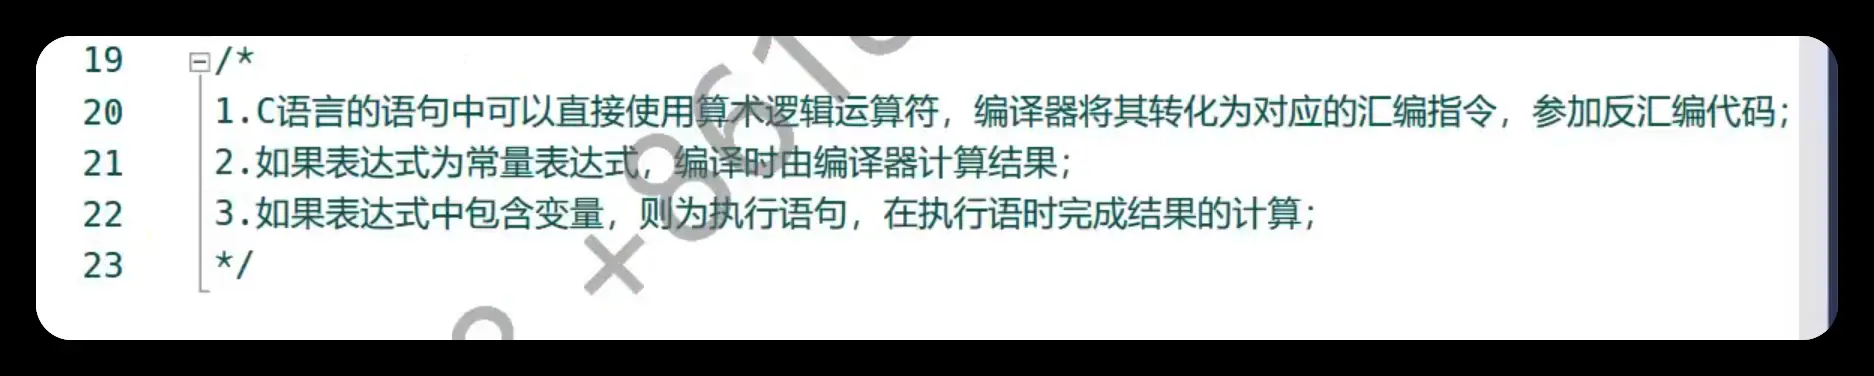 19 /*
20 1.C语言的语句中可以直接使用算术逻辑运算符，编译器将其转化为对应的汇编指令，参加反汇编代码；
21 2.如果表达式为常量表达式，编译时由编译器计算结果；
22 3.如果表达式中包含变量，则为执行语句，在执行语时完成结果的计算；
23 */
+861